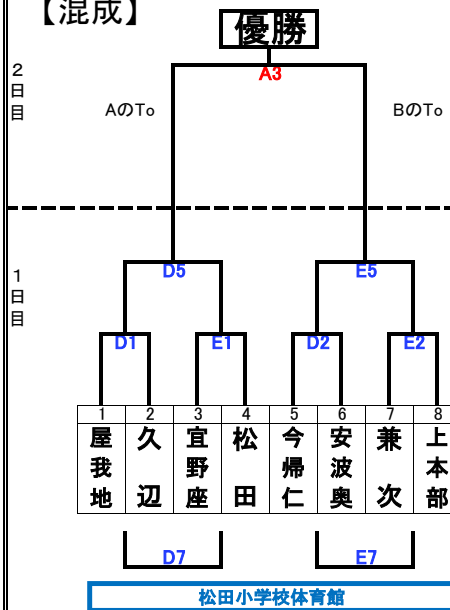 【混成】
優勝
A3
2日目
AのTo
BのTo
1日目
D5
E5
D1
E1
D2
E2
1
2
3
4
5
6
7
8
屋我地
久辺
宜野座
松田
今帰仁
安波奥
兼次
上本部
D7
E7
松田小学校体育館